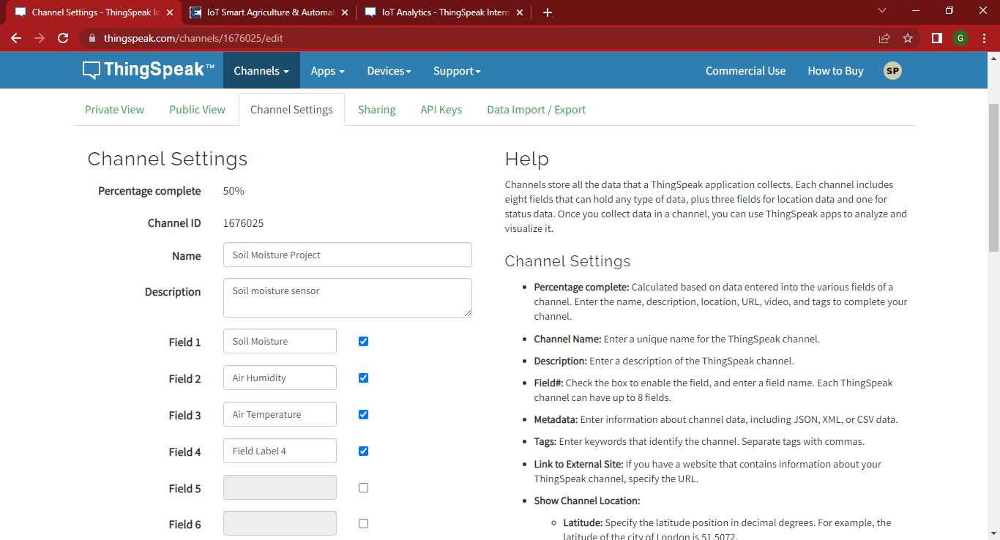 Channel Settings - ThingSpeak Io
IoT Smart Agriculture & Automat
IoT Analytics - ThingSpeak Intern
thingspeak.com/channels/1676025/edit
G
ThingSpeak™
Channels
Apps
Devices
Support
Commercial Use
How to Buy
SP
Private View
Public View
Channel Settings
Sharing
API Keys
Data Import / Export
Channel Settings
Percentage complete 50%
Channel ID 1676025
Name Soil Moisture Project
Description Soil moisture sensor
Field 1 Soil Moisture
Field 2 Air Humidity
Field 3 Air Temperature
Field 4 Field Label 4
Field 5
Field 6
Help
Channels store all the data that a ThingSpeak application collects. Each channel includes
eight fields that can hold any type of data, plus three fields for location data and one for
status data. Once you collect data in a channel, you can use ThingSpeak apps to analyze and
visualize it.
Channel Settings
• Percentage complete: Calculated based on data entered into the various fields of a
channel. Enter the name, description, location, URL, video, and tags to complete your
channel.
• Channel Name: Enter a unique name for the ThingSpeak channel.
• Description: Enter a description of the ThingSpeak channel.
• Field#: Check the box to enable the field, and enter a field name. Each ThingSpeak
channel can have up to 8 fields.
• Metadata: Enter information about channel data, including JSON, XML, or CSV data.
• Tags: Enter keywords that identify the channel. Separate tags with commas.
• Link to External Site: If you have a website that contains information about your
ThingSpeak channel, specify the URL.
• Show Channel Location:
◦ Latitude: Specify the latitude position in decimal degrees. For example, the
latitude of the city of London is 51.5072.